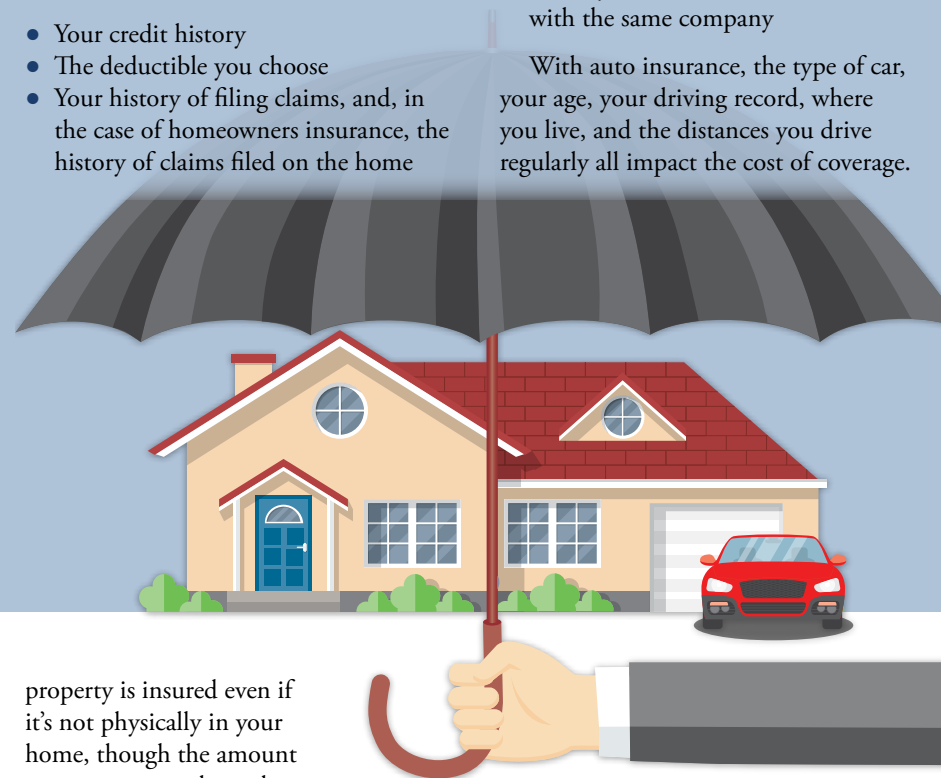 Your credit history
The deductible you choose
Your history of filing claims, and, in
the case of homeowners insurance, the
history of claims filed on the home
with the same company
With auto insurance, the type of car,
your age, your driving record, where
you live, and the distances you drive
regularly all impact the cost of coverage.
property is insured even if
it’s not physically in your
home, though the amount